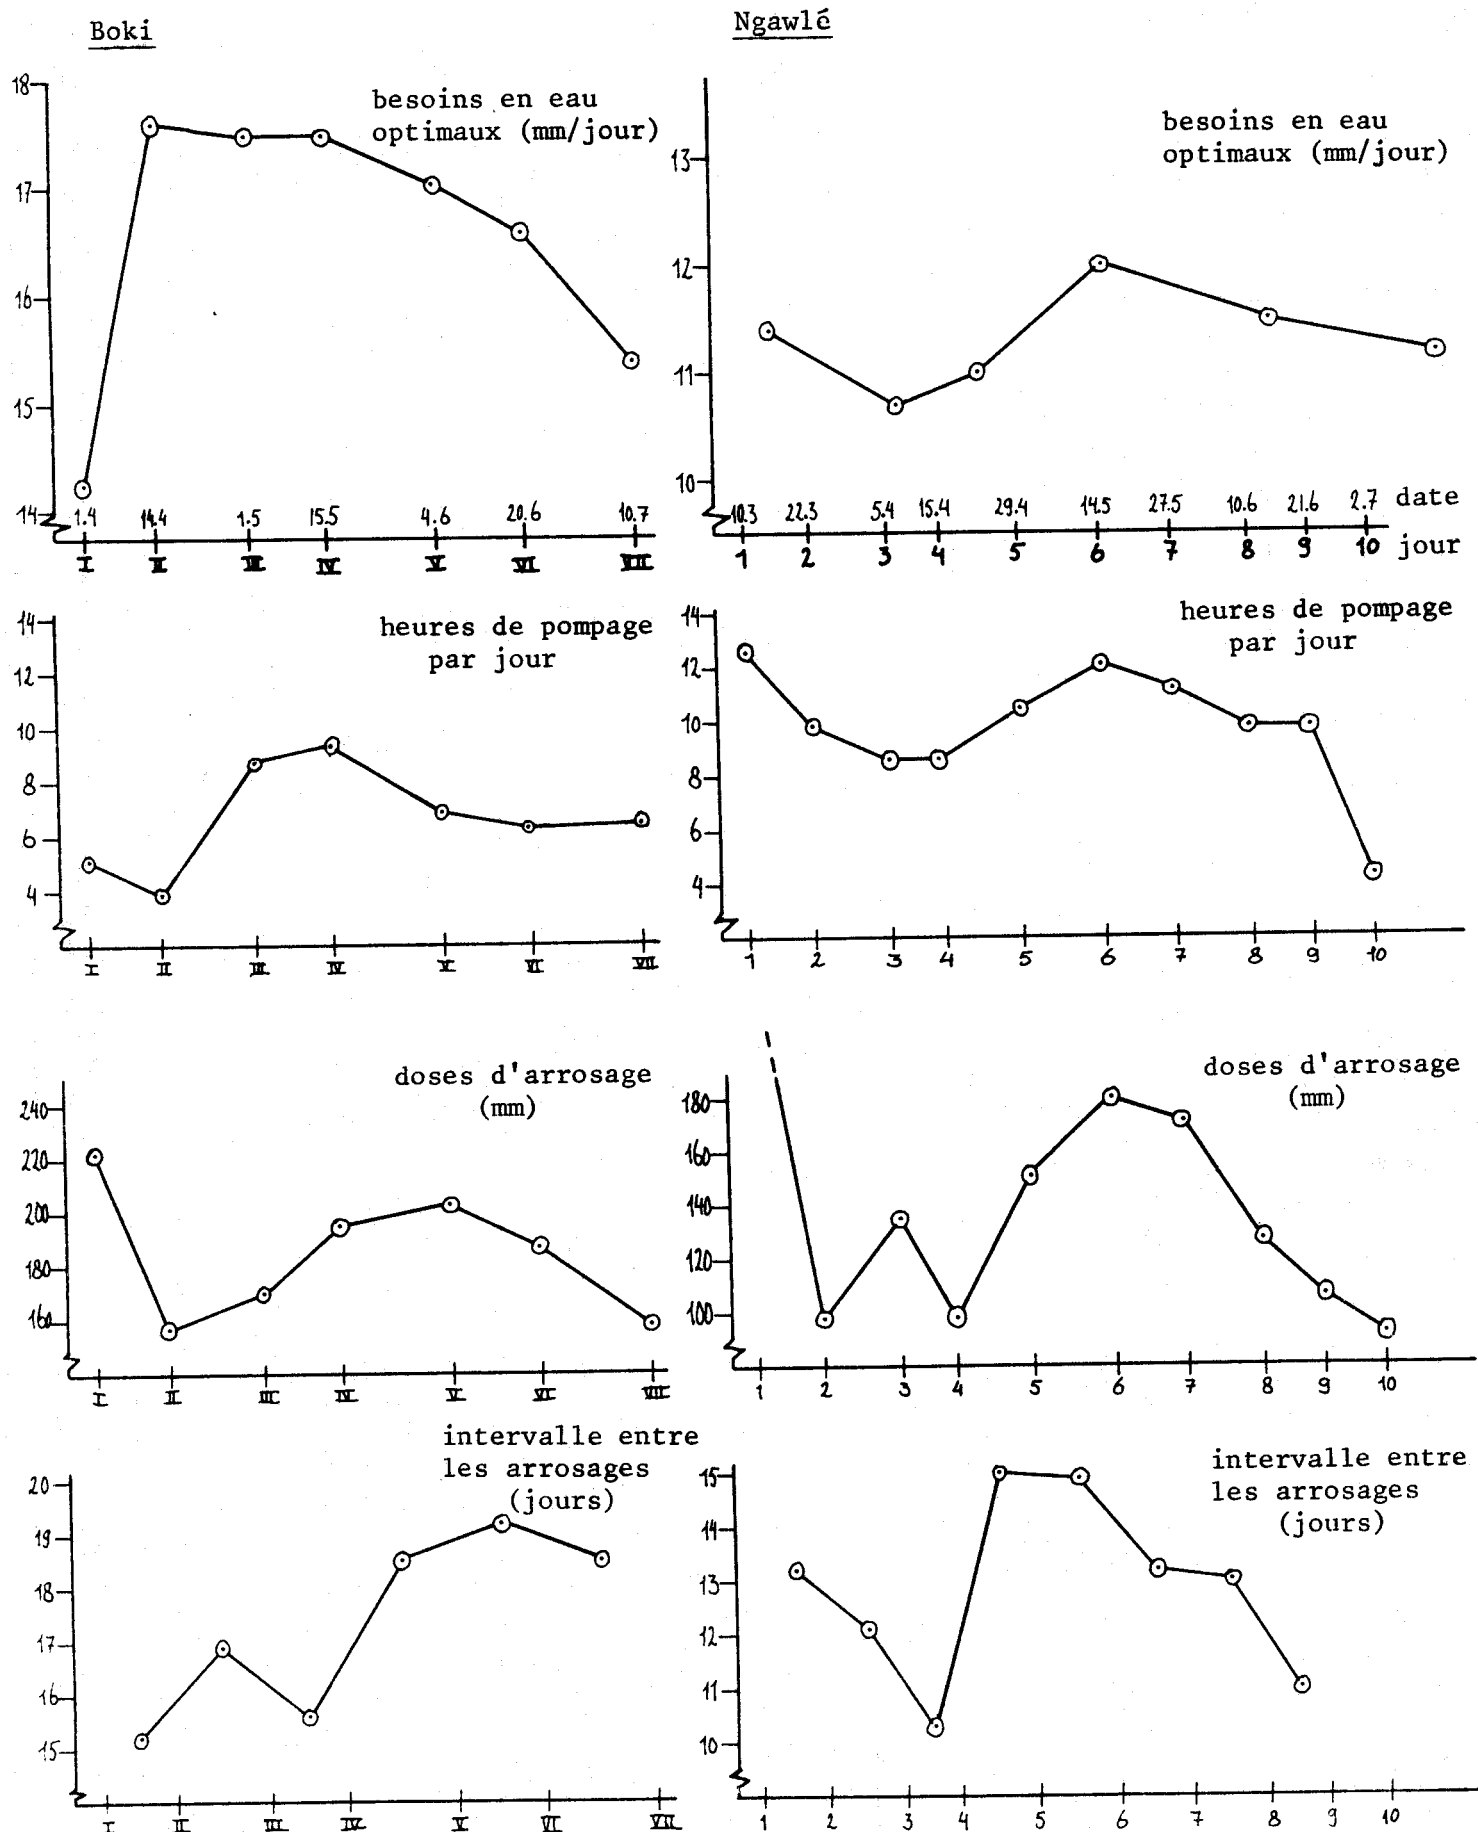 Boki
18
17
16
15
14
besoins en eau
optimaux (mm/jour)
1.4 14.4 1.5 15.5 4.6 20.6 10.7
I II III IV V VI VII
Ngawlé
13
12
11
10
besoins en eau
optimaux (mm/jour)
10.3 22.3 5.4 15.4 29.4 14.5 27.5 10.6 21.6 2.7 date
1 2 3 4 5 6 7 8 9 10 jour
14
12
10
8
6
4
heures de pompage
par jour
I II III IV V VI VII
14
12
10
8
6
4
heures de pompage
par jour
1 2 3 4 5 6 7 8 9 10
240
220
200
180
160
doses d'arrosage
(mm)
I II III IV V VI VII
180
160
140
120
100
doses d'arrosage
(mm)
1 2 3 4 5 6 7 8 9 10
20
19
18
17
16
15
intervalle entre
les arrosages
(jours)
I II III IV V VI VII
15
14
13
12
11
10
intervalle entre
les arrosages
(jours)
1 2 3 4 5 6 7 8 9 10